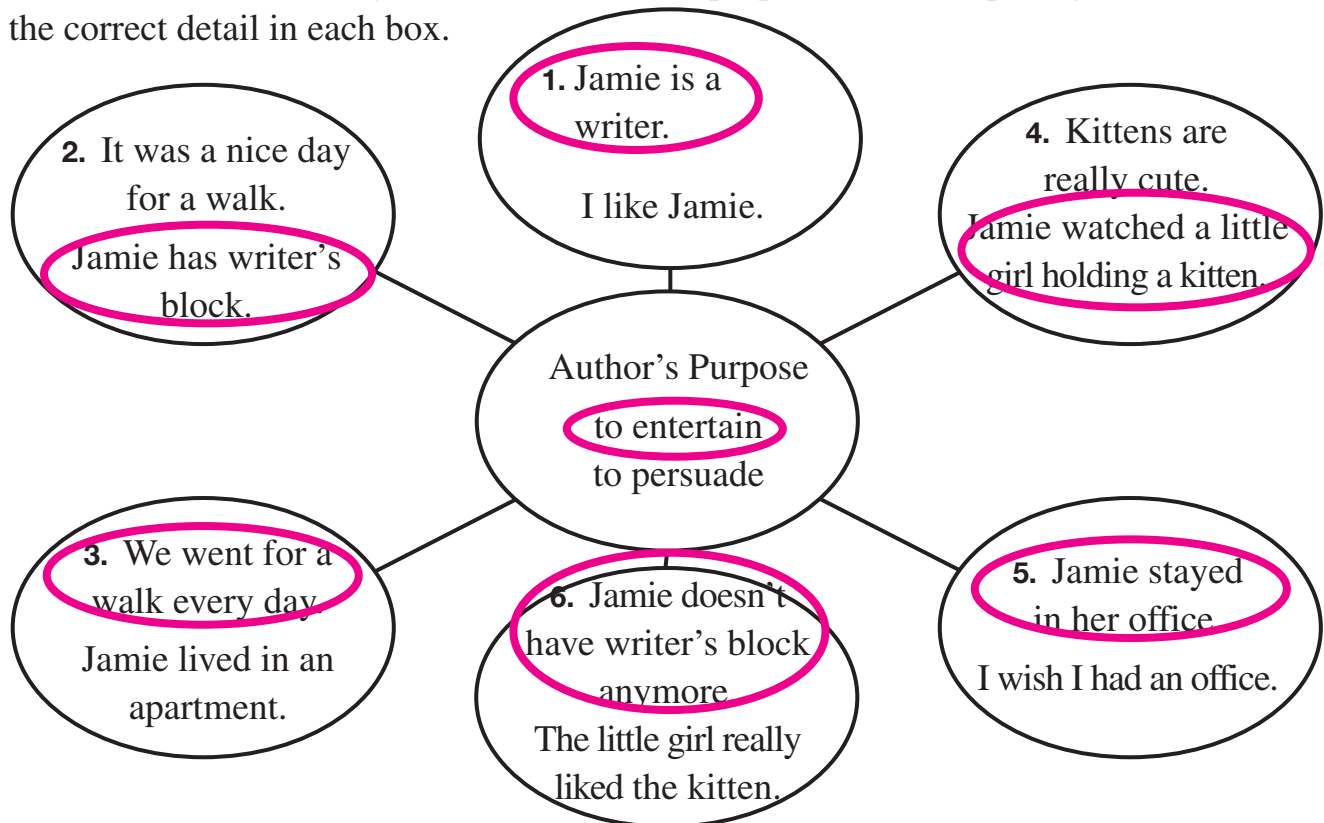 the correct detail in each box.
1. Jamie is a
writer.
I like Jamie.
2. It was a nice day
for a walk.
Jamie has writer’s
block.
4. Kittens are
really cute.
Jamie watched a little
girl holding a kitten.
Author’s Purpose
to entertain
to persuade
3. We went for a
walk every day.
Jamie lived in an
apartment.
6. Jamie doesn’t
have writer’s block
anymore
The little girl really
liked the kitten.
5. Jamie stayed
in her office
I wish I had an office.